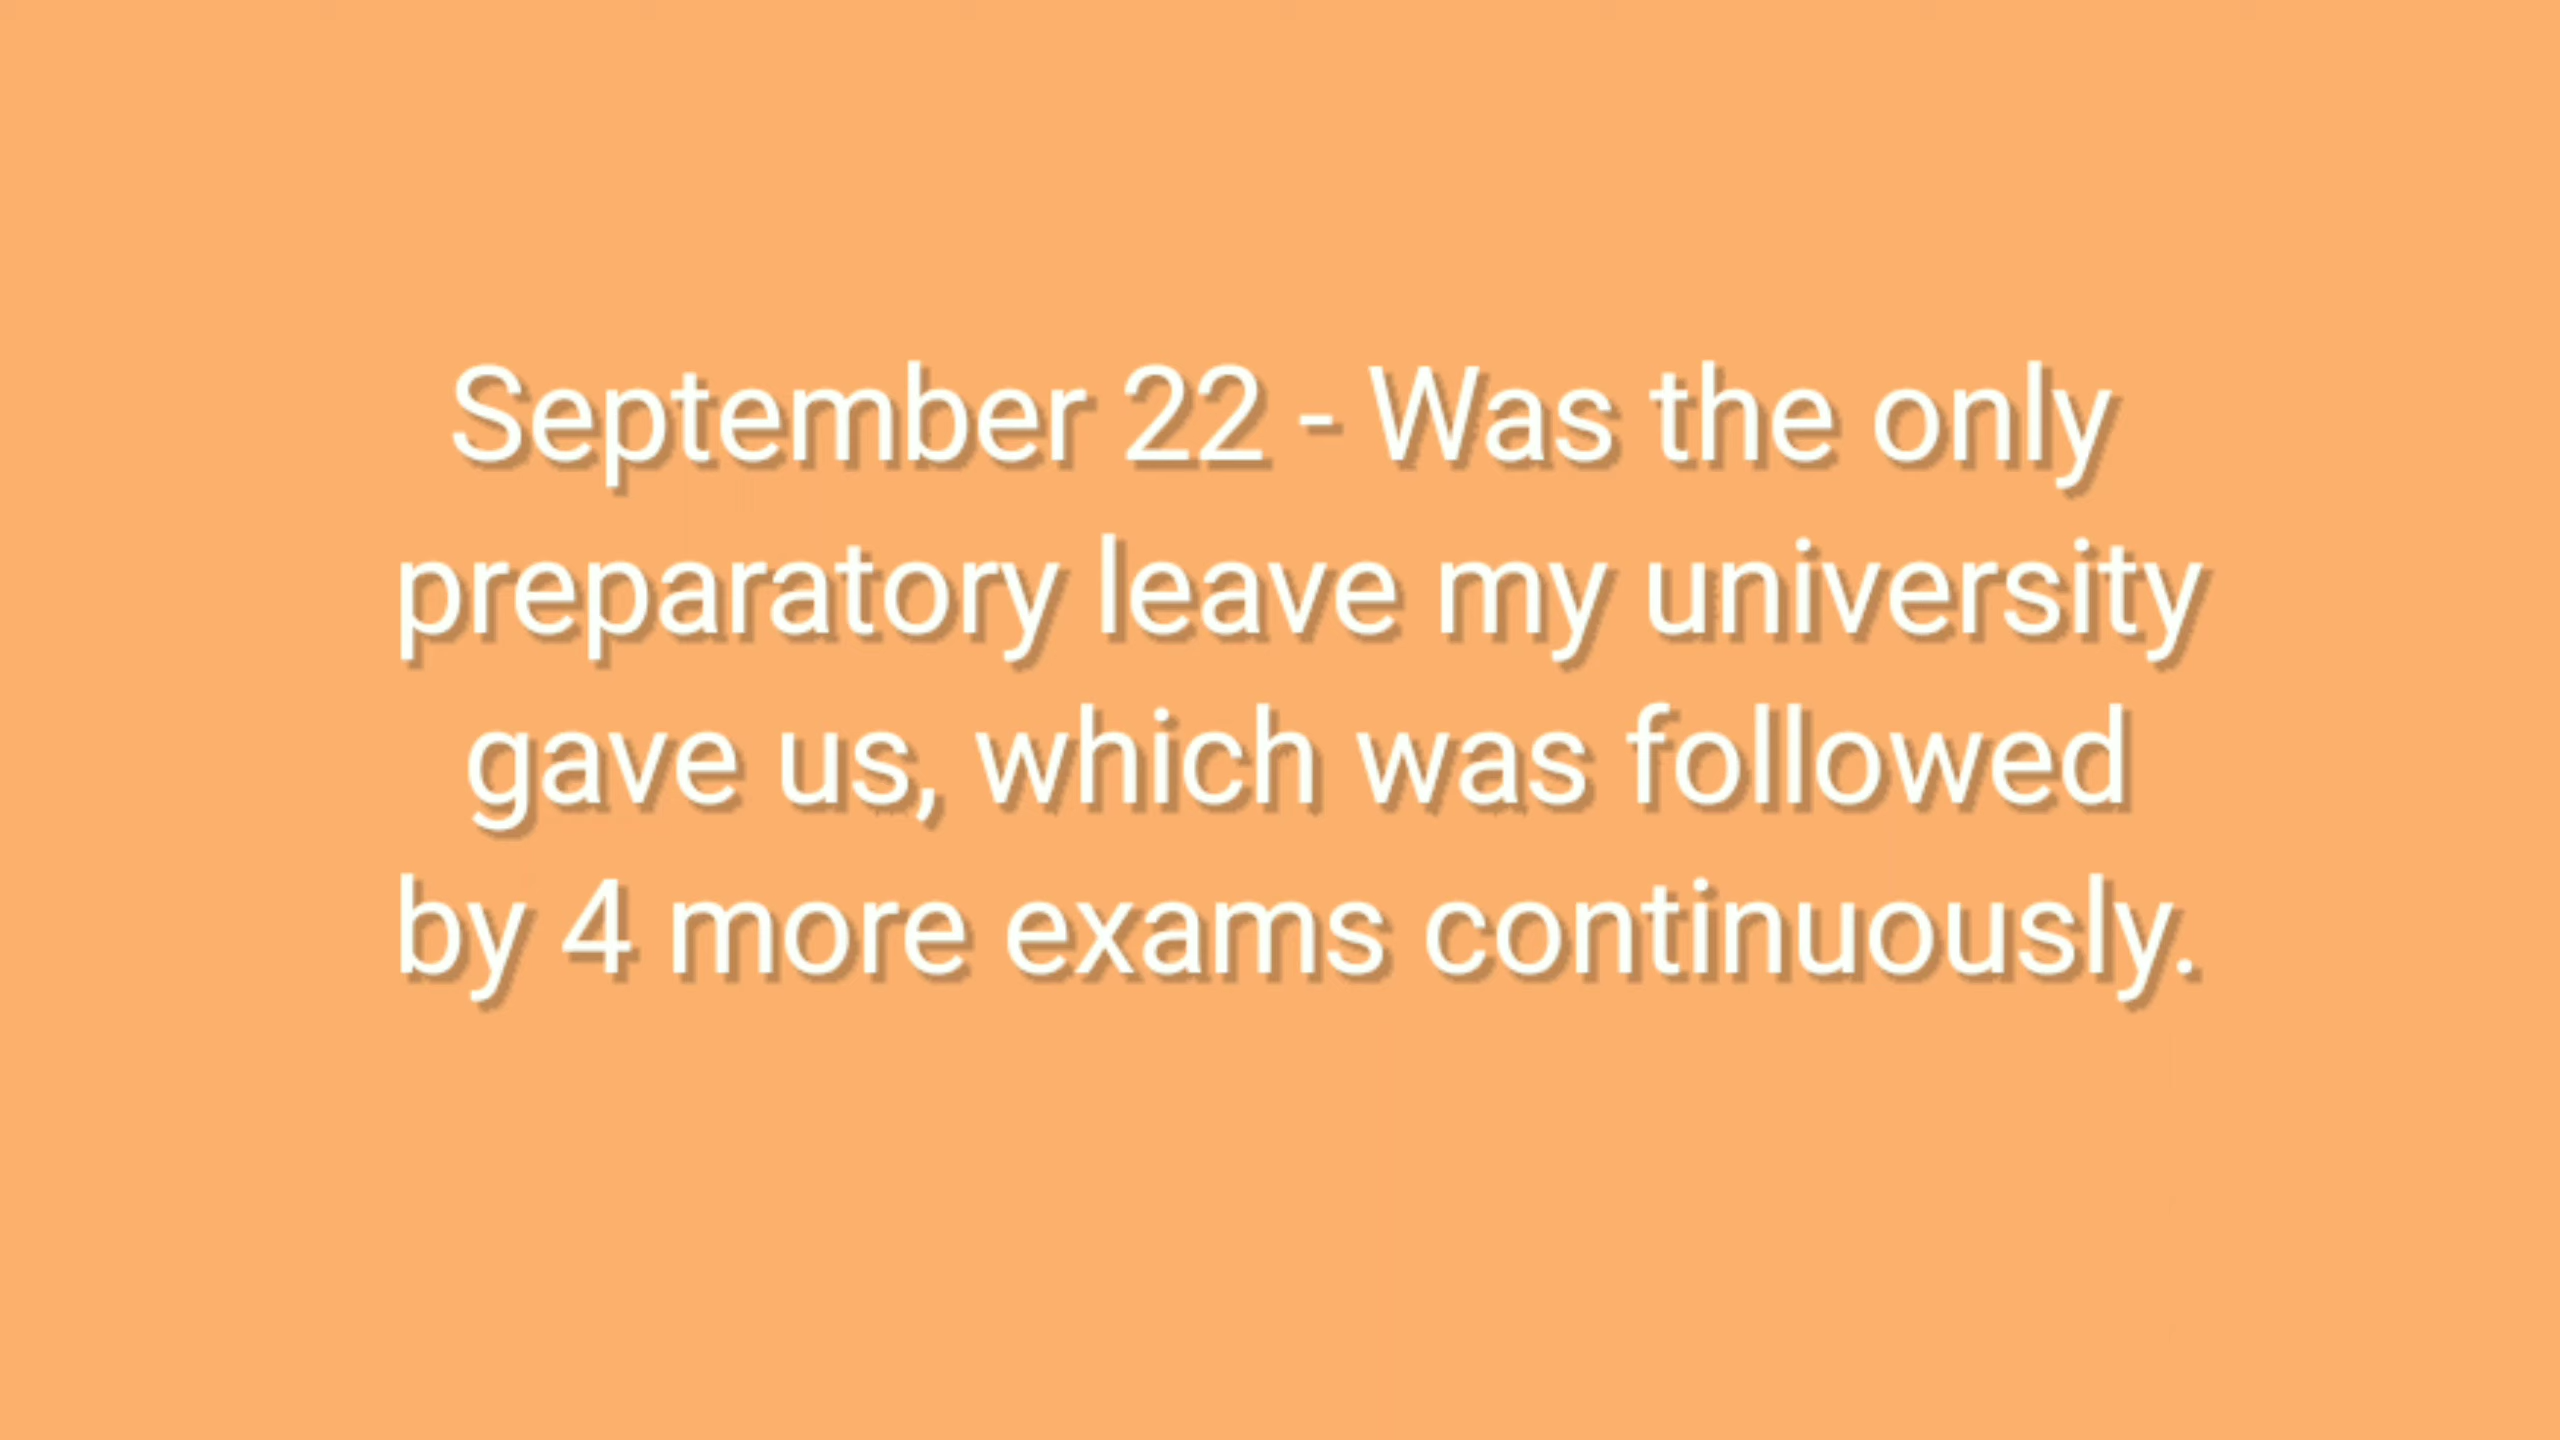 September 22 - Was the only
preparatory leave my university
gave us, which was followed
by 4 more exams continuously.